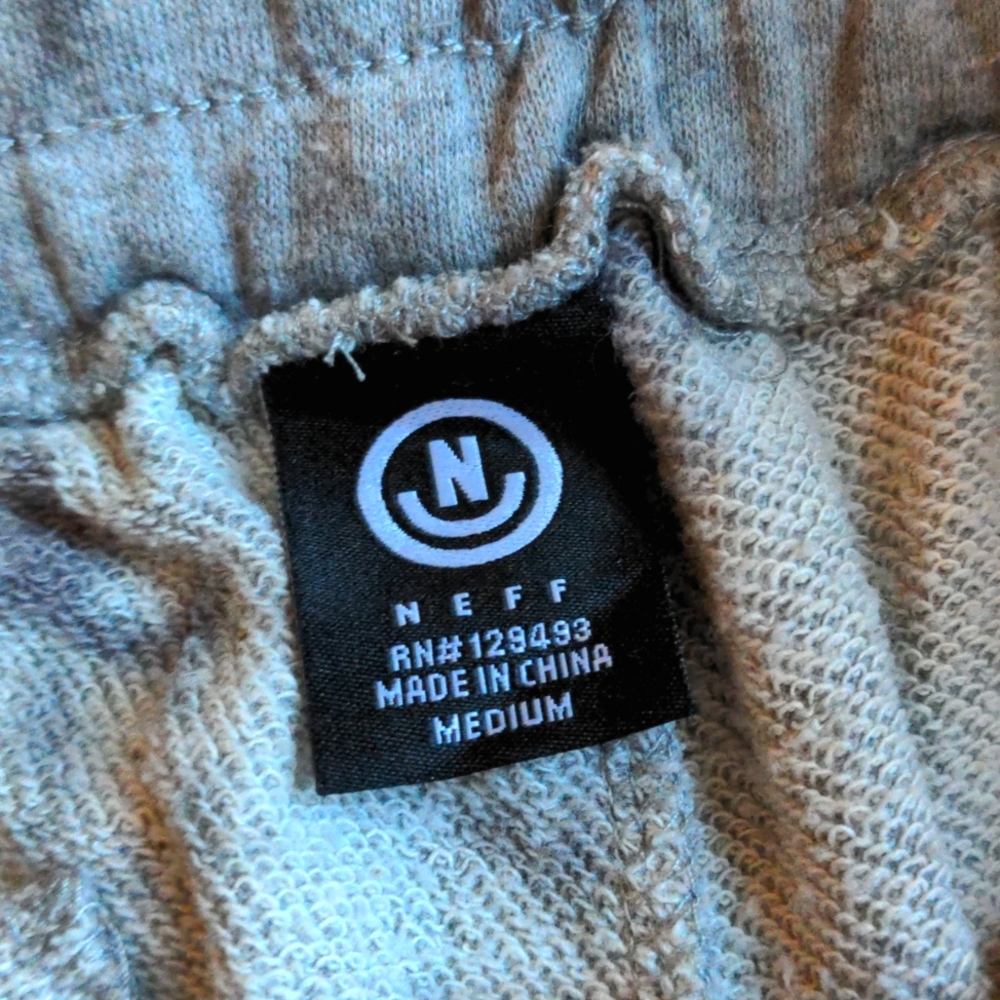 N
NEFF
RN#129493
MADE IN CHINA
MEDIUM